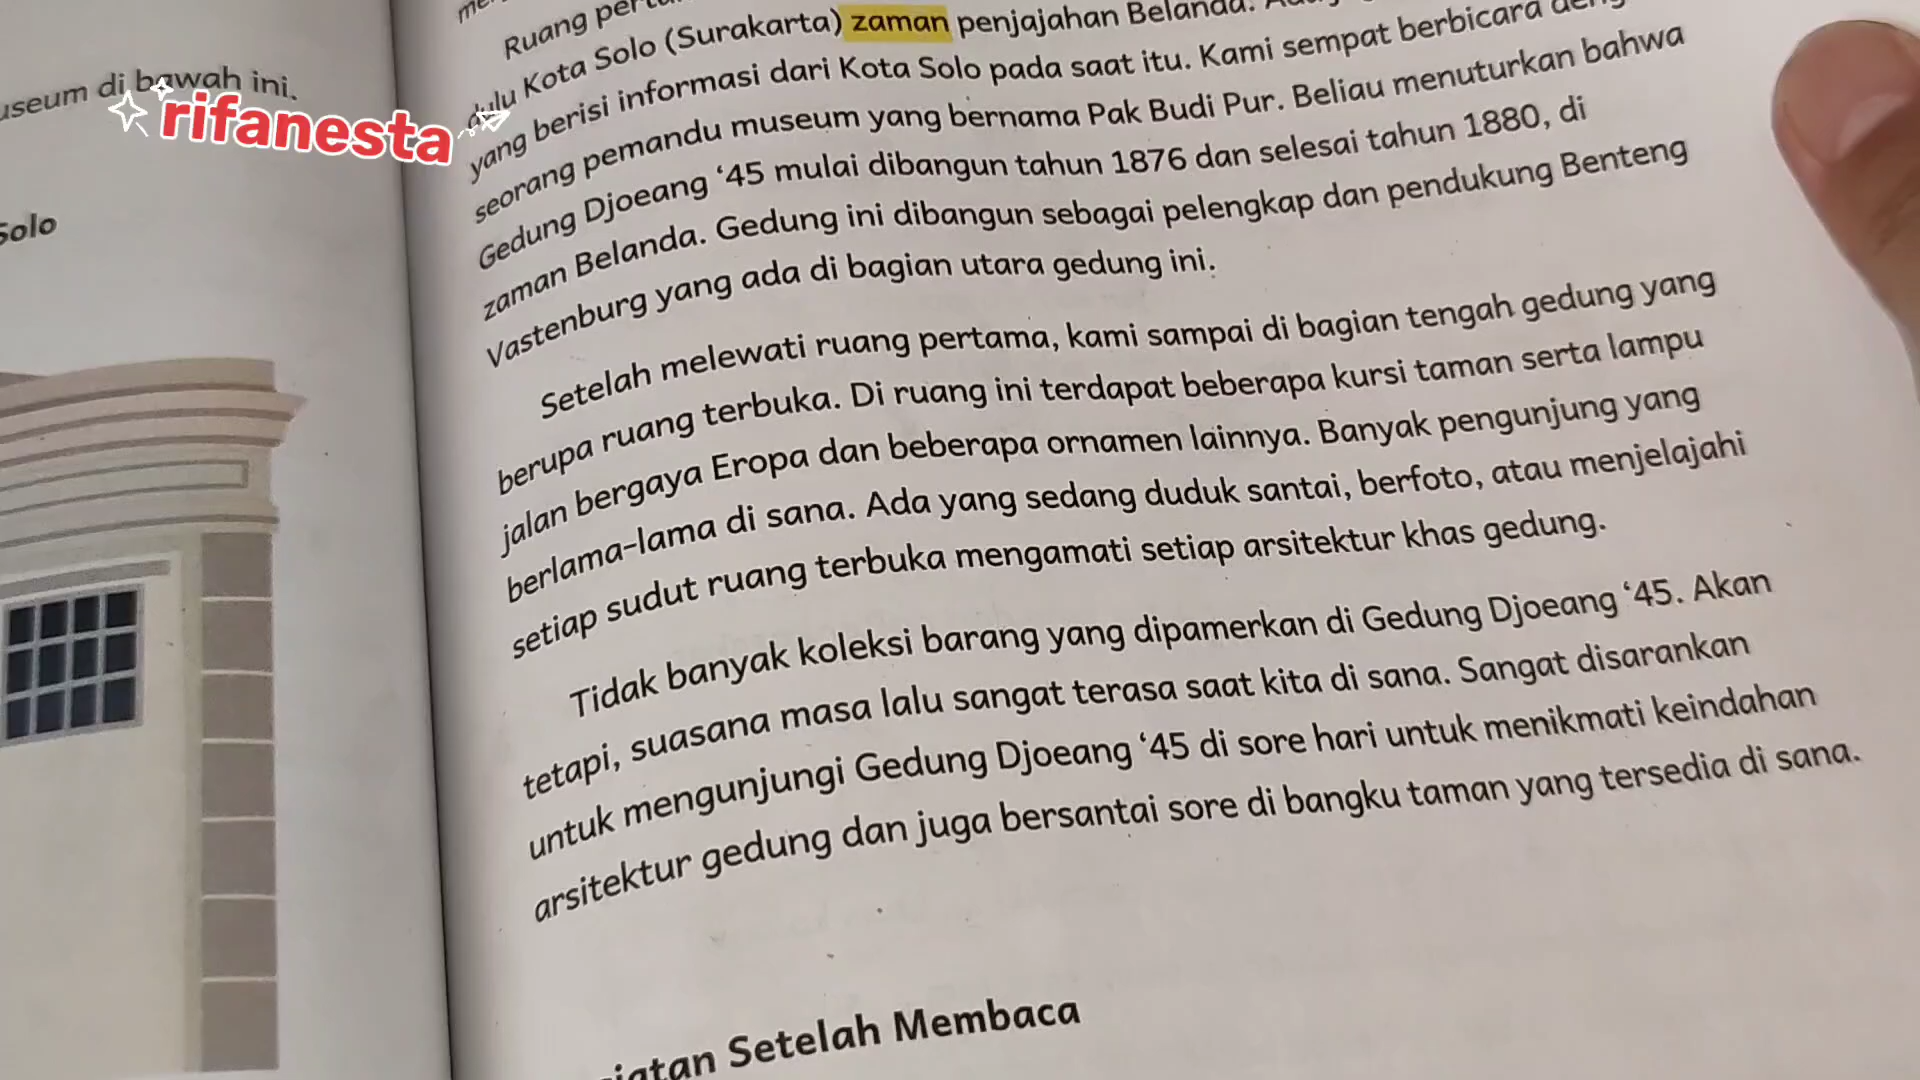 useum di bawah ini.
rifanesta
Solo
Ruang
dulu Kota Solo (Surakarta) zaman penjajahan Belanda.
yang berisi informasi dari Kota Solo pada saat itu. Kami sempat berbicara
seorang pemandu museum yang bernama Pak Budi Pur. Beliau menuturkan bahwa
Gedung Djoeang ‘45 mulai dibangun tahun 1876 dan selesai tahun 1880, di
zaman Belanda. Gedung ini dibangun sebagai pelengkap dan pendukung Benteng
Vastenburg yang ada di bagian utara gedung ini.
Setelah melewati ruang pertama, kami sampai di bagian tengah gedung yang
berupa ruang terbuka. Di ruang ini terdapat beberapa kursi taman serta lampu
jalan bergaya Eropa dan beberapa ornamen lainnya. Banyak pengunjung yang
berlama-lama di sana. Ada yang sedang duduk santai, berfoto, atau menjelajahi
setiap sudut ruang terbuka mengamati setiap arsitektur khas gedung.
Tidak banyak koleksi barang yang dipamerkan di Gedung Djoeang ‘45. Akan
tetapi, suasana masa lalu sangat terasa saat kita di sana. Sangat disarankan
untuk mengunjungi Gedung Djoeang ‘45 di sore hari untuk menikmati keindahan
arsitektur gedung dan juga bersantai sore di bangku taman yang tersedia di sana.
iatan Setelah Membaca